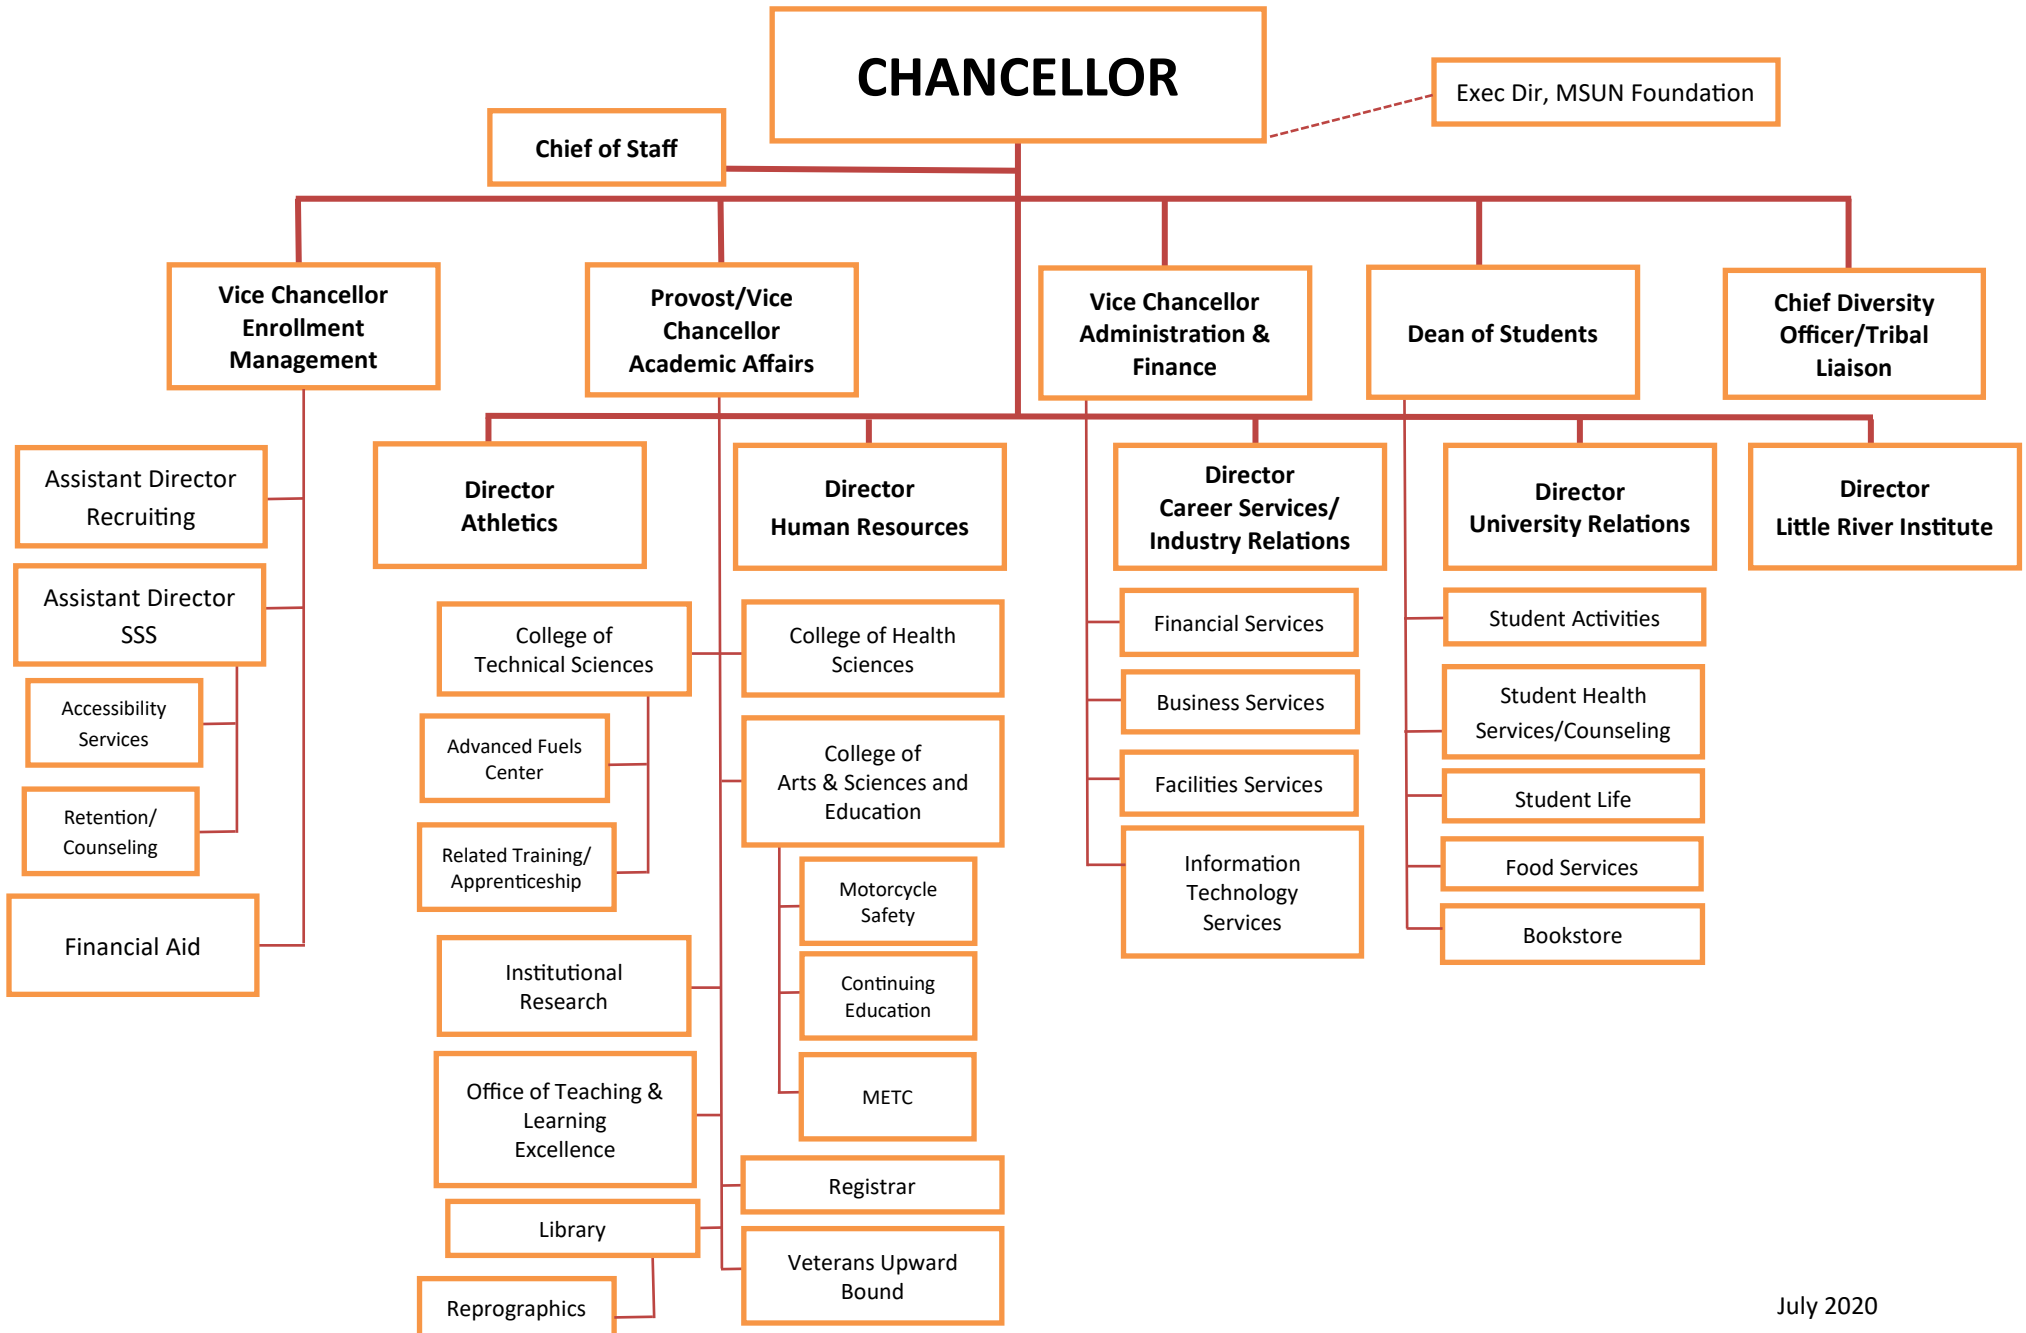 CHANCELLOR
Exec Dir, MSUN Foundation
Chief of Staff
Vice Chancellor
Enrollment
Management
Provost/Vice
Chancellor
Academic Affairs
Vice Chancellor
Administration &
Finance
Dean of Students
Chief Diversity
Officer/Tribal
Liaison
Assistant Director
Recruiting
Director
Athletics
Director
Human Resources
Director
Career Services/
Industry Relations
Director
University Relations
Director
Little River Institute
Assistant Director
SSS
Accessibility
Services
Retention/
Counseling
Financial Aid
College of
Technical Sciences
Advanced Fuels
Center
Related Training/
Apprenticeship
Institutional
Research
Office of Teaching &
Learning
Excellence
Library
Reprographics
College of Health
Sciences
College of
Arts & Sciences and
Education
Motorcycle
Safety
Continuing
Education
METC
Registrar
Veterans Upward
Bound
Financial Services
Business Services
Facilities Services
Information
Technology
Services
Student Activities
Student Health
Services/Counseling
Student Life
Food Services
Bookstore
July 2020